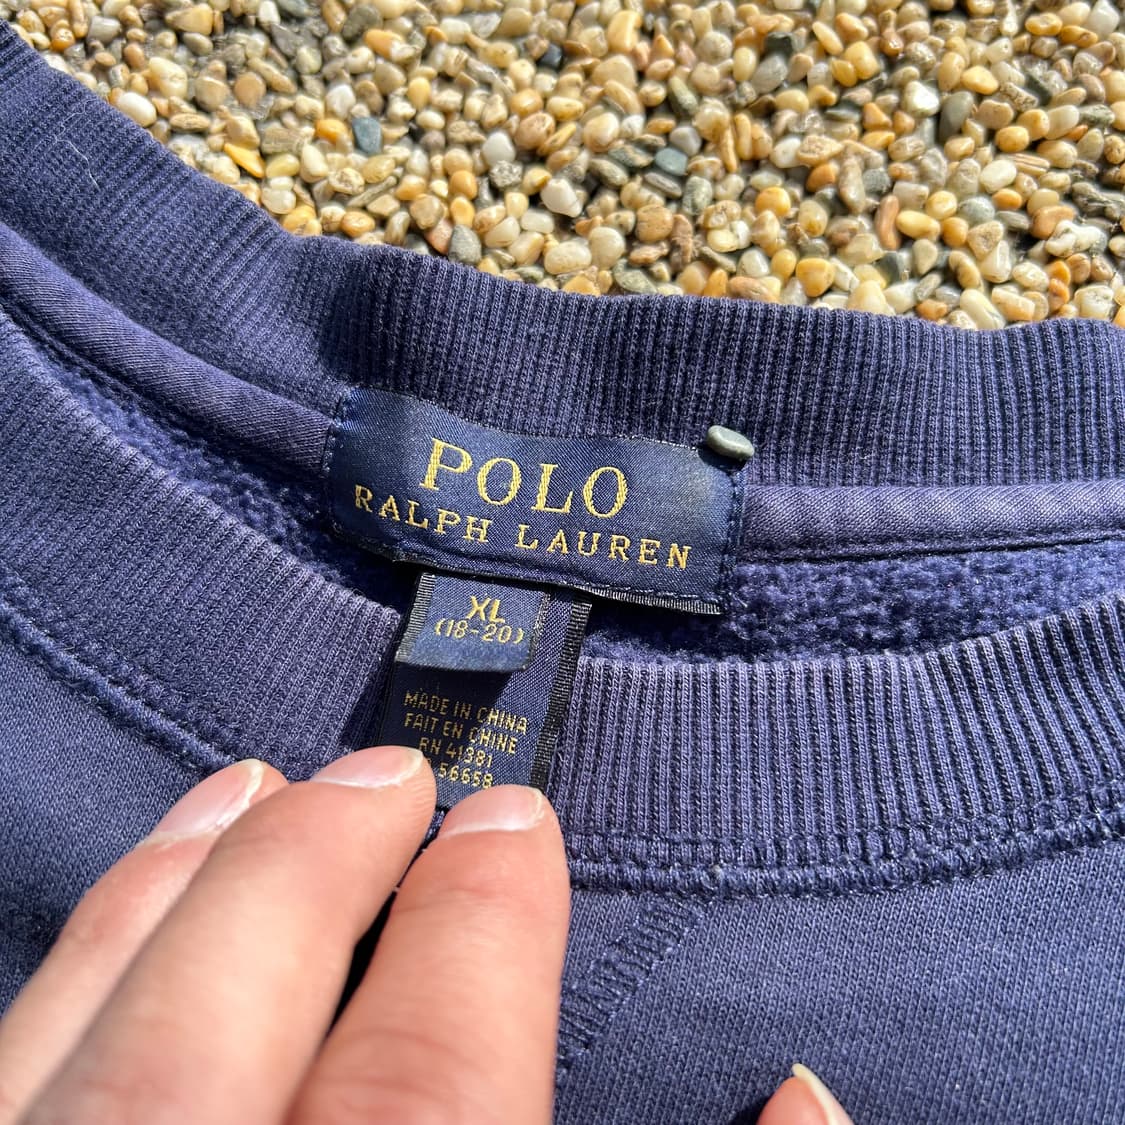 POLO
RALPH LAUREN
XL
(18-20)
MADE IN CHINA
FAIT EN CHINE
RN 41381
56658